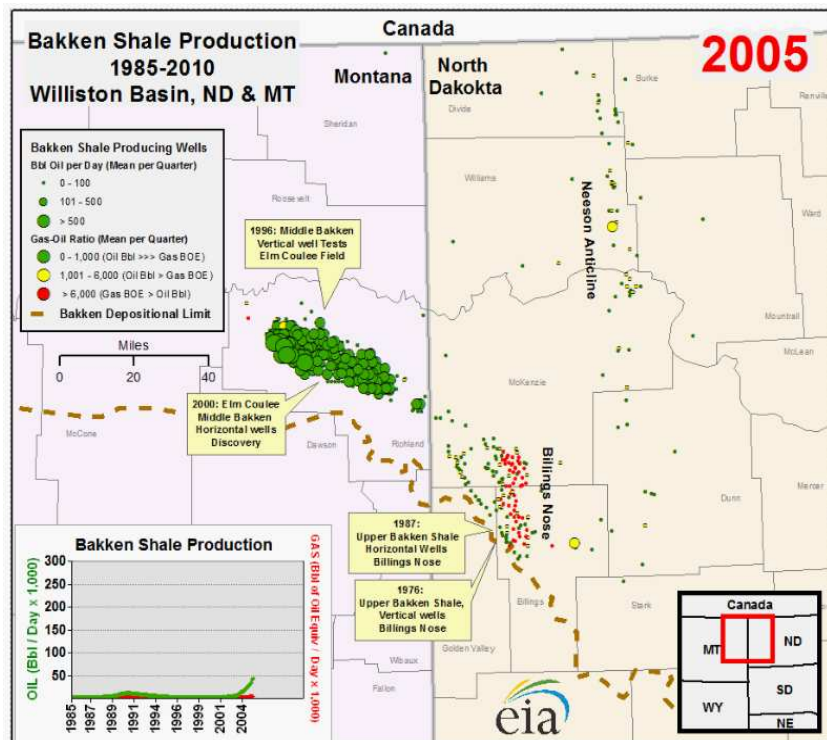 Canada
Bakken Shale Production
1985-2010
Williston Basin, ND & MT
2005
Montana
North
Dakokta
Burke
Renville
Divide
Sheridan
Bakken Shale Producing Wells
Bbl Oil per Day (Mean per Quarter)
0 - 100
101 - 500
> 500
Gas-Oil Ratio (Mean per Quarter)
0 - 1,000 (Oil Bbl >>> Gas BOE)
1,001 - 6,000 (Oil Bbl > Gas BOE)
> 6,000 (Gas BOE > Oil Bbl)
Bakken Depositional Limit
Williams
Neeson Anticline
Ward
Roosevelt
1996: Middle Bakken
Vertical well Tests
Elm Coulee Field
Mountrail
McLean
Miles
0 20 40
McKenzie
2000: Elm Coulee
Middle Bakken
Horizontal wells
Discovery
McCone
Dawson
Richland
Billings Nose
Mercer
Dunn
1987:
Upper Bakken Shale
Horizontal Wells
Billings Nose
1976:
Upper Bakken Shale,
Vertical wells
Billings Nose
Billings
Stark
Golden Valley
Wibaux
Fallon
Bakken Shale Production
OIL (Bbl / Day x 1,000)
300
250
200
150
100
50
1985
1987
1989
1991
1994
1996
1999
2001
2004
GAS (Bbl of Oil Equiv / Day x 1,000)
eia
Canada
MT
ND
SD
WY
NE